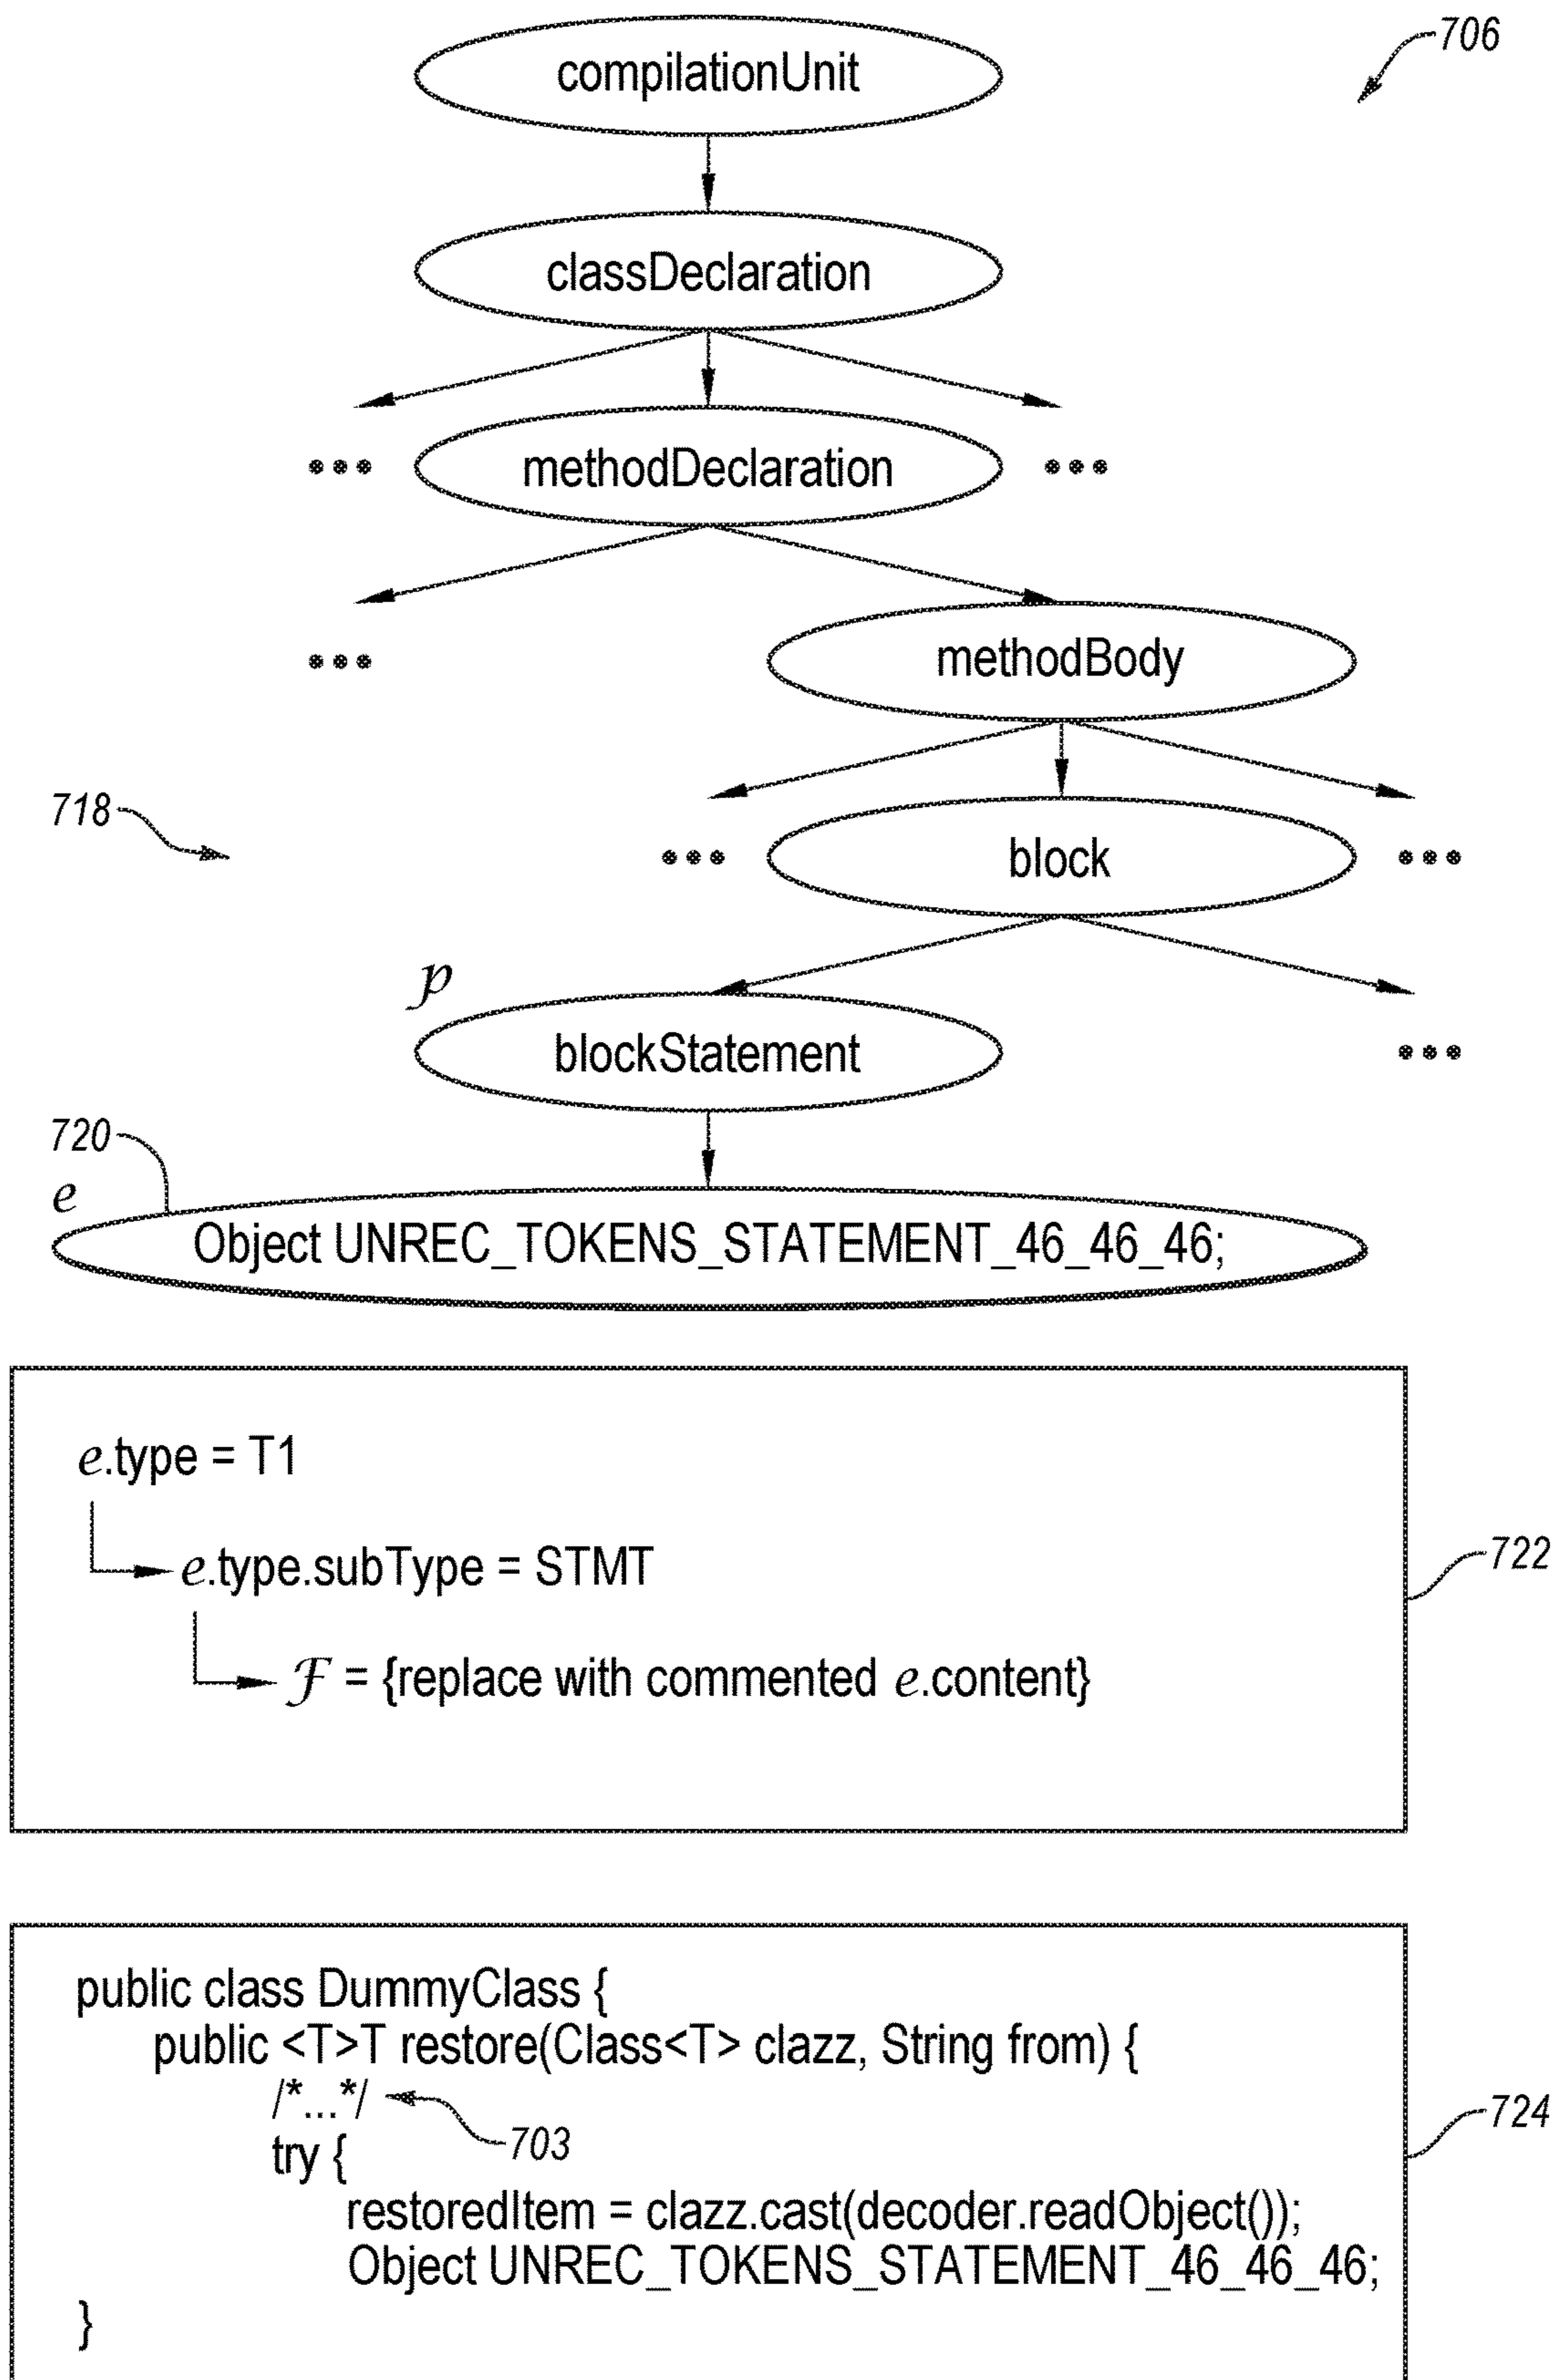 706
compilationUnit
classDeclaration
... methodDeclaration ...
...
methodBody
718
... block ...
p
blockStatement
...
720
e
Object UNREC_TOKENS_STATEMENT_46_46_46;
e.type = T1
e.type.subType = STMT
722
F = {replace with commented e.content}
public class DummyClass {
public <T>T restore(Class<T> clazz, String from) {
/*...*/
703
try {
724
restoredItem = clazz.cast(decoder.readObject());
Object UNREC_TOKENS_STATEMENT_46_46_46;
}